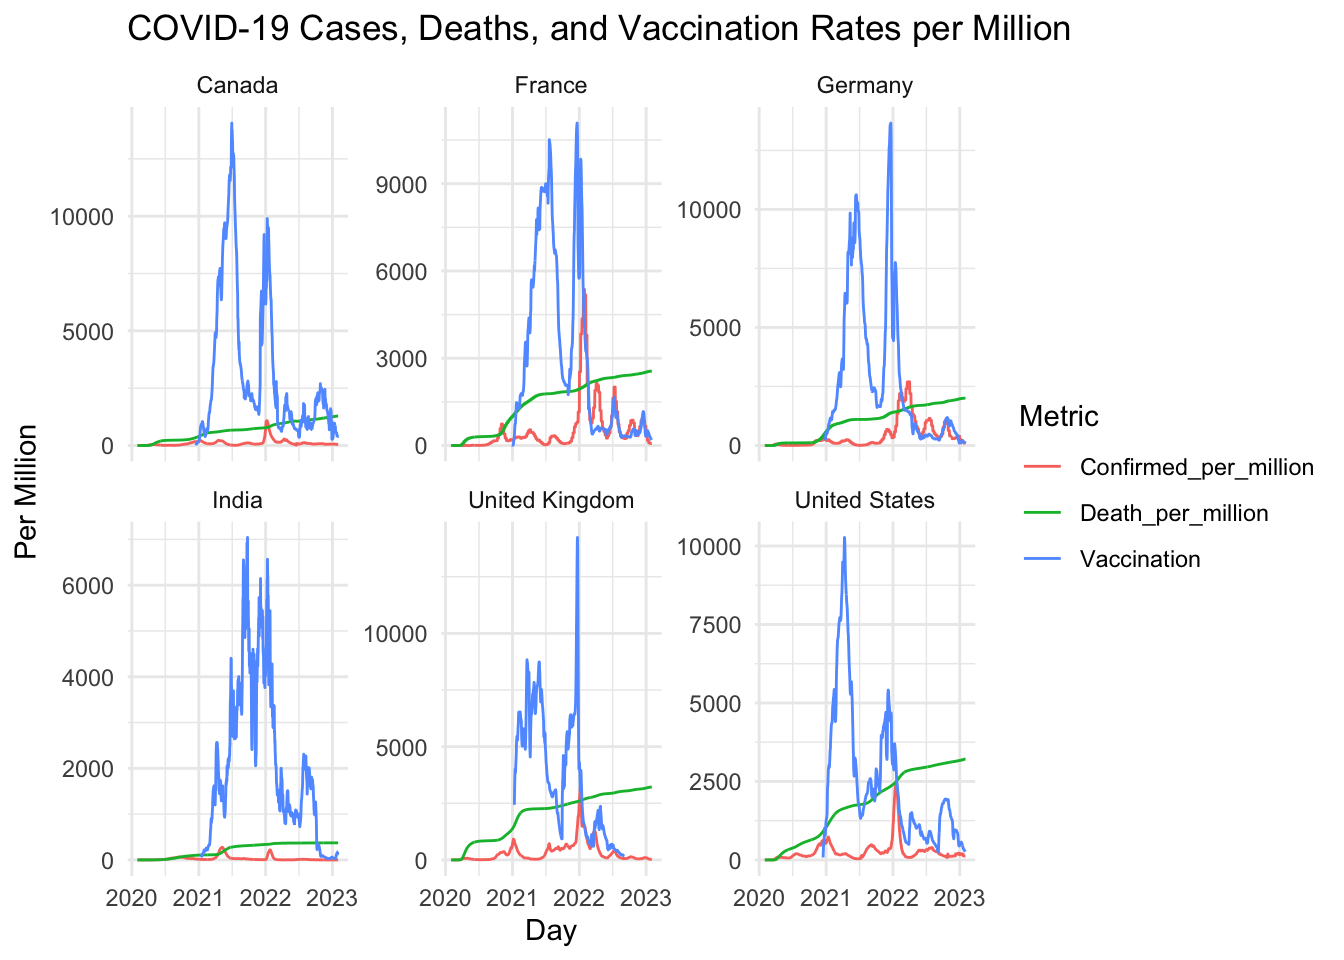 COVID-19 Cases, Deaths, and Vaccination Rates per Million
Canada
France
Germany
10000
5000
0
9000
6000
3000
0
10000
5000
0
India
United Kingdom
United States
6000
4000
2000
0
10000
5000
0
10000
7500
5000
2500
0
2020 2021 2022 2023
2020 2021 2022 2023
2020 2021 2022 2023
Day
Per Million
Metric
Confirmed_per_million
Death_per_million
Vaccination